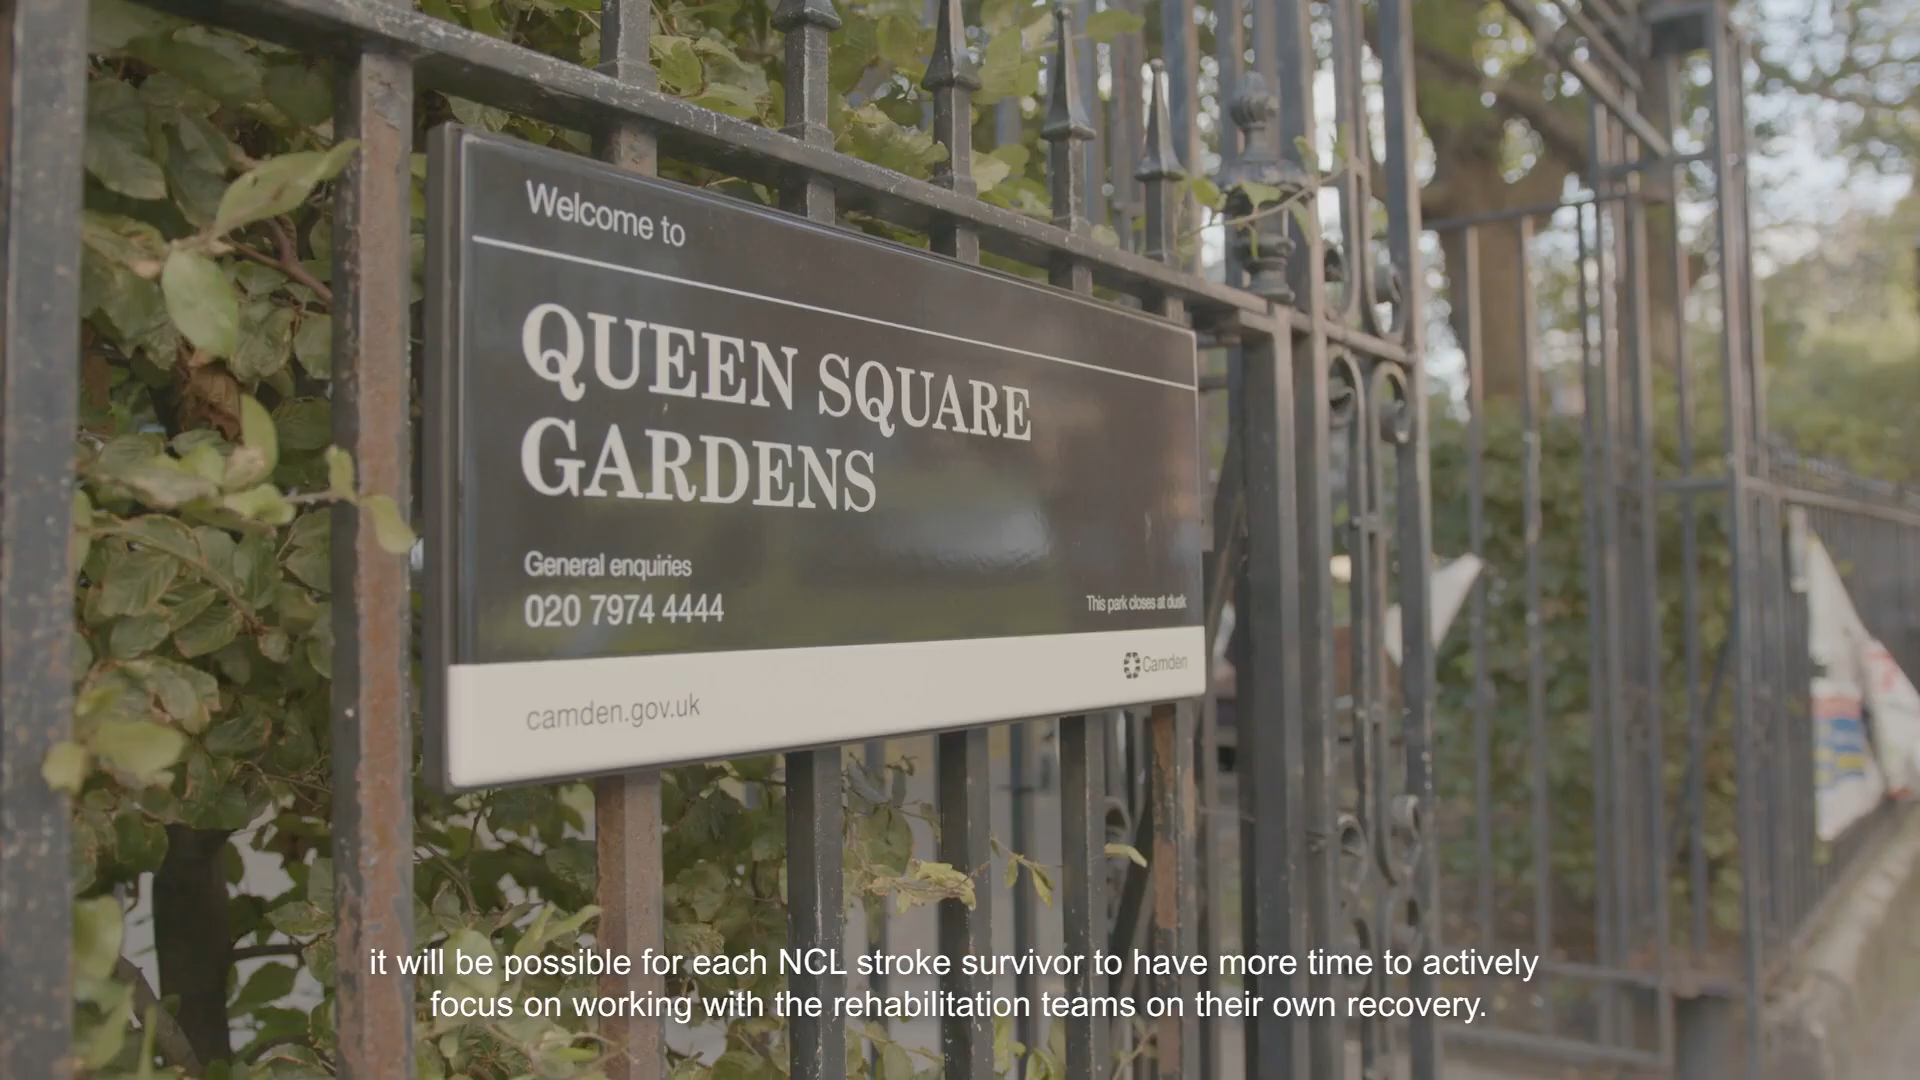 Welcome to
QUEEN SQUARE
GARDENS
General enquiries
020 7974 4444
This park closes at dusk
Camden
camden.gov.uk
it will be possible for each NCL stroke survivor to have more time to actively
focus on working with the rehabilitation teams on their own recovery.